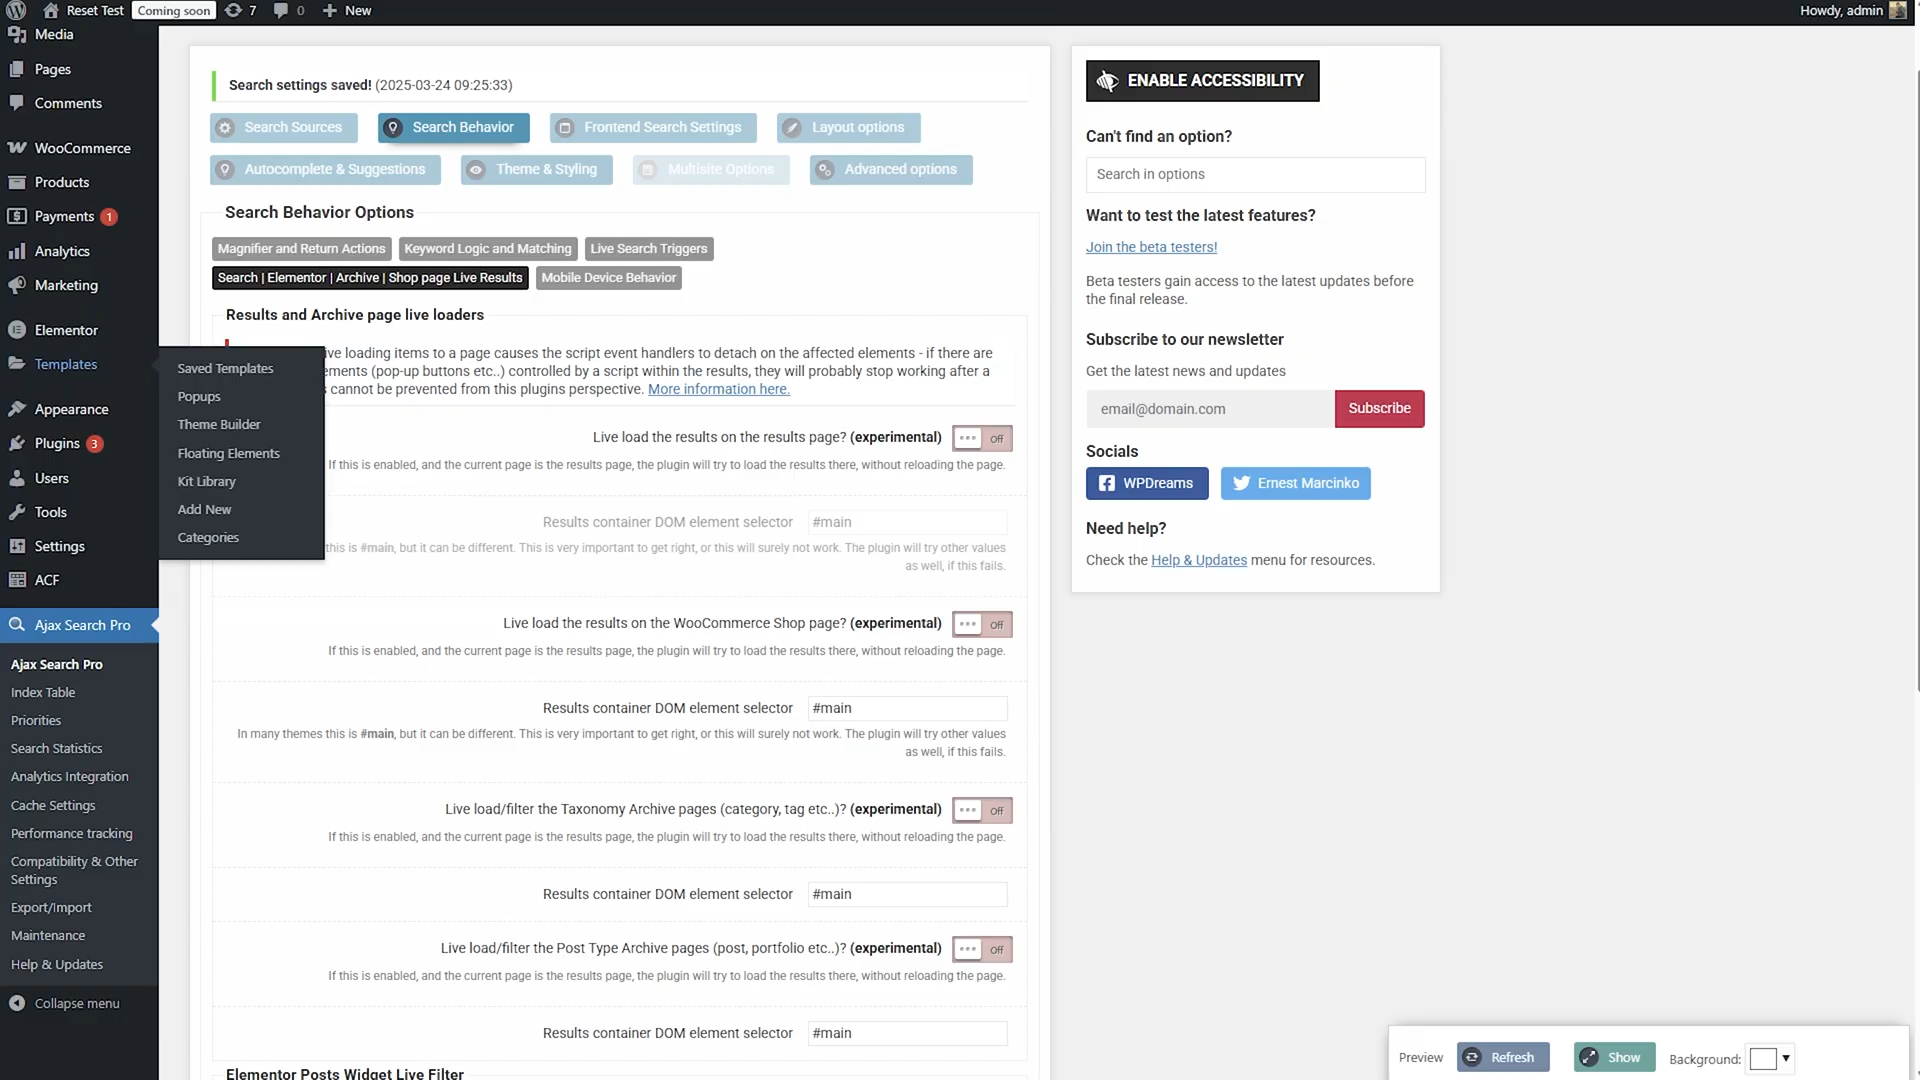 Reset Test
Coming soon
7
0
New
Howdy, admin
Media
Pages
Comments
WooCommerce
Products
Payments 1
Analytics
Marketing
Elementor
Templates
Appearance
Plugins 3
Users
Tools
Settings
ACF
Ajax Search Pro
Ajax Search Pro
Index Table
Priorities
Search Statistics
Analytics Integration
Cache Settings
Performance tracking
Compatibility & Other
Settings
Export/Import
Maintenance
Help & Updates
Collapse menu
Saved Templates
Popups
Theme Builder
Floating Elements
Kit Library
Add New
Categories
Search settings saved! (2025-03-24 09:25:33)
Search Sources
Search Behavior
Frontend Search Settings
Layout options
Autocomplete & Suggestions
Theme & Styling
Multisite Options
Advanced options
Search Behavior Options
Magnifier and Return Actions
Keyword Logic and Matching
Live Search Triggers
Search | Elementor | Archive | Shop page Live Results
Mobile Device Behavior
Results and Archive page live loaders
ive loading items to a page causes the script event handlers to detach on the affected elements - if there are
ements (pop-up buttons etc..) controlled by a script within the results, they will probably stop working after a
cannot be prevented from this plugins perspective. More information here.
Live load the results on the results page? (experimental)
Off
If this is enabled, and the current page is the results page, the plugin will try to load the results there, without reloading the page.
Results container DOM element selector
#main
this is #main, but it can be different. This is very important to get right, or this will surely not work. The plugin will try other values
as well, if this fails.
Live load the results on the WooCommerce Shop page? (experimental)
Off
If this is enabled, and the current page is the results page, the plugin will try to load the results there, without reloading the page.
Results container DOM element selector
#main
In many themes this is #main, but it can be different. This is very important to get right, or this will surely not work. The plugin will try other values
as well, if this fails.
Live load/filter the Taxonomy Archive pages (category, tag etc..)? (experimental)
Off
If this is enabled, and the current page is the results page, the plugin will try to load the results there, without reloading the page.
Results container DOM element selector
#main
Live load/filter the Post Type Archive pages (post, portfolio etc..)? (experimental)
Off
If this is enabled, and the current page is the results page, the plugin will try to load the results there, without reloading the page.
Results container DOM element selector
#main
Elementor Posts Widget Live Filter
ENABLE ACCESSIBILITY
Can't find an option?
Search in options
Want to test the latest features?
Join the beta testers!
Beta testers gain access to the latest updates before
the final release.
Subscribe to our newsletter
Get the latest news and updates
email@domain.com
Subscribe
Socials
WPDreams
Ernest Marcinko
Need help?
Check the Help & Updates menu for resources.
Preview
Refresh
Show
Background: